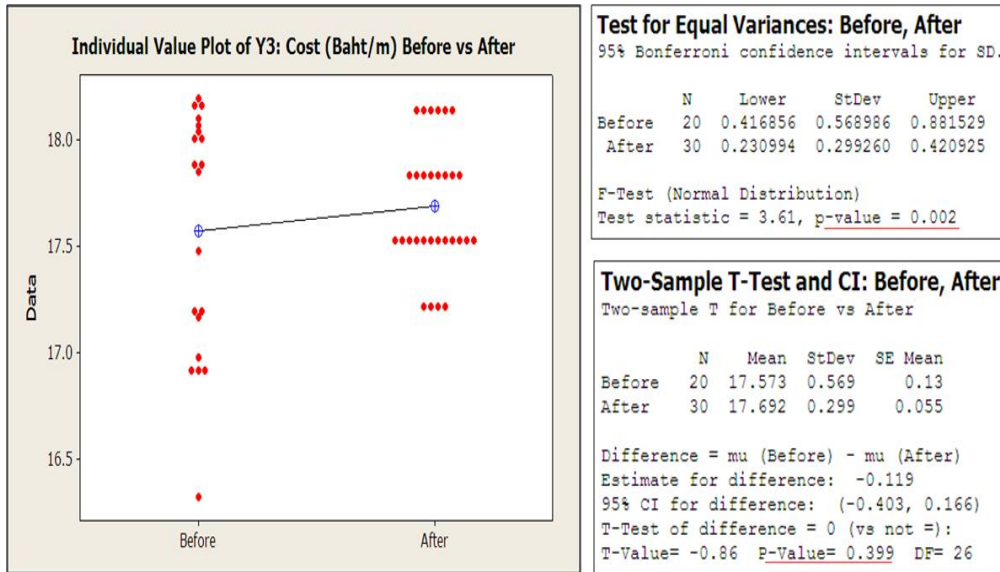 Individual Value Plot of Y3: Cost (Baht/m) Before vs After
18.0
17.5
17.0
16.5
Data
Before After
Test for Equal Variances: Before, After
95% Bonferroni confidence intervals for SD.
N Lower StDev Upper
Before 20 0.416856 0.568986 0.881529
After 30 0.230994 0.299260 0.420925
F-Test (Normal Distribution)
Test statistic = 3.61, p-value = 0.002
Two-Sample T-Test and CI: Before, After
Two-sample T for Before vs After
N Mean StDev SE Mean
Before 20 17.573 0.569 0.13
After 30 17.692 0.299 0.055
Difference = mu (Before) - mu (After)
Estimate for difference: -0.119
95% CI for difference: (-0.403, 0.166)
T-Test of difference = 0 (vs not =):
T-Value= -0.86 P-Value= 0.399 DF= 26